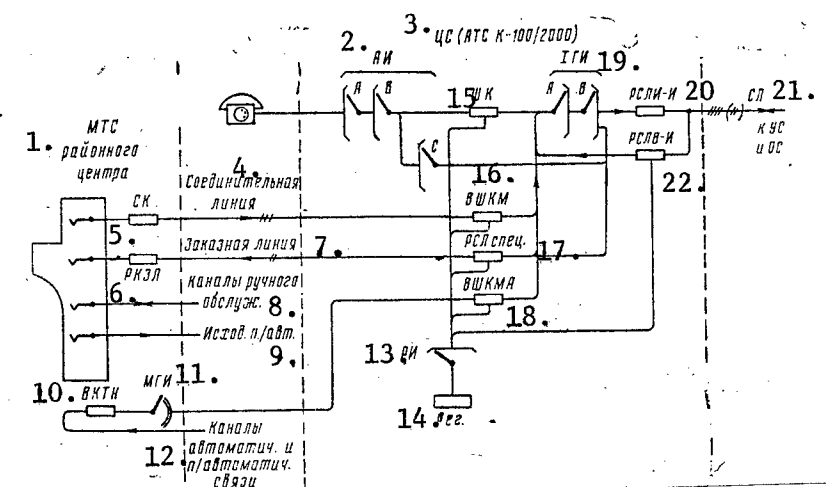 3. ЦС (АТС К-100/2000)
2. АИ
IГИ 19.
А В
15 ШК
А В
РСЛИ-И 20 СЛ 21.
К УС
и ОС
РСЛВ-И
22.
С
16.
1. МТС
районного
центра
4.
Соединительная
линия
СК
5.
ВШКМ
Заказная линия 7.
РКЗЛ
6.
РСЛ спец. 17.
Каналы ручного
обслуж. 8.
ВШКМА
18.
Исход. п/авт.
9.
13. РИ
14. Рег.
10. ВКТН
МГИ 11.
12. Каналы
автоматич. и
п/автоматич.
связи